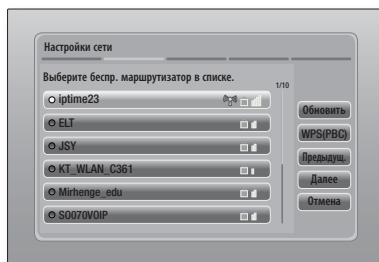 Настройки сети
Выберите беспр. маршрутизатор в списке.
1/10
iptime23
ELT
JSY
KT_WLAN_C361
Mirhenge_edu
SO070VOIP
Обновить
WPS(PBC)
Предыдущ.
Далее
Отмена